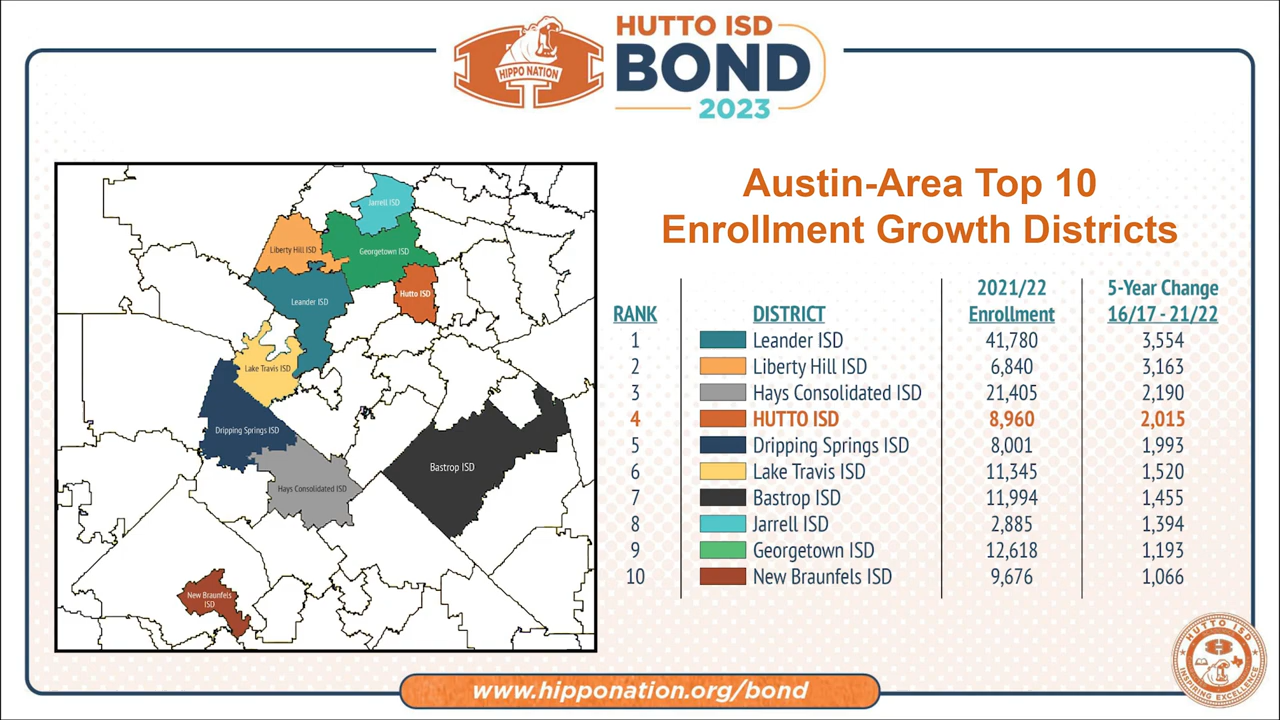 HUTTO ISD
BOND
2023
HIPPO NATION
Austin-Area Top 10
Enrollment Growth Districts
Jarrell ISD
Liberty Hill ISD
Georgetown ISD
Leander ISD
Hutto ISD
Lake Travis ISD
Dripping Springs ISD
Bastrop ISD
Hays Consolidated ISD
New Braunfels
ISD
2021/22 5-Year Change
RANK DISTRICT Enrollment 16/17 - 21/22
1 Leander ISD 41,780 3,554
2 Liberty Hill ISD 6,840 3,163
3 Hays Consolidated ISD 21,405 2,190
4 HUTTO ISD 8,960 2,015
5 Dripping Springs ISD 8,001 1,993
6 Lake Travis ISD 11,345 1,520
7 Bastrop ISD 11,994 1,455
8 Jarrell ISD 2,885 1,394
9 Georgetown ISD 12,618 1,193
10 New Braunfels ISD 9,676 1,066
HUTTO ISD
INSPIRING EXCELLENCE
www.hipponation.org/bond